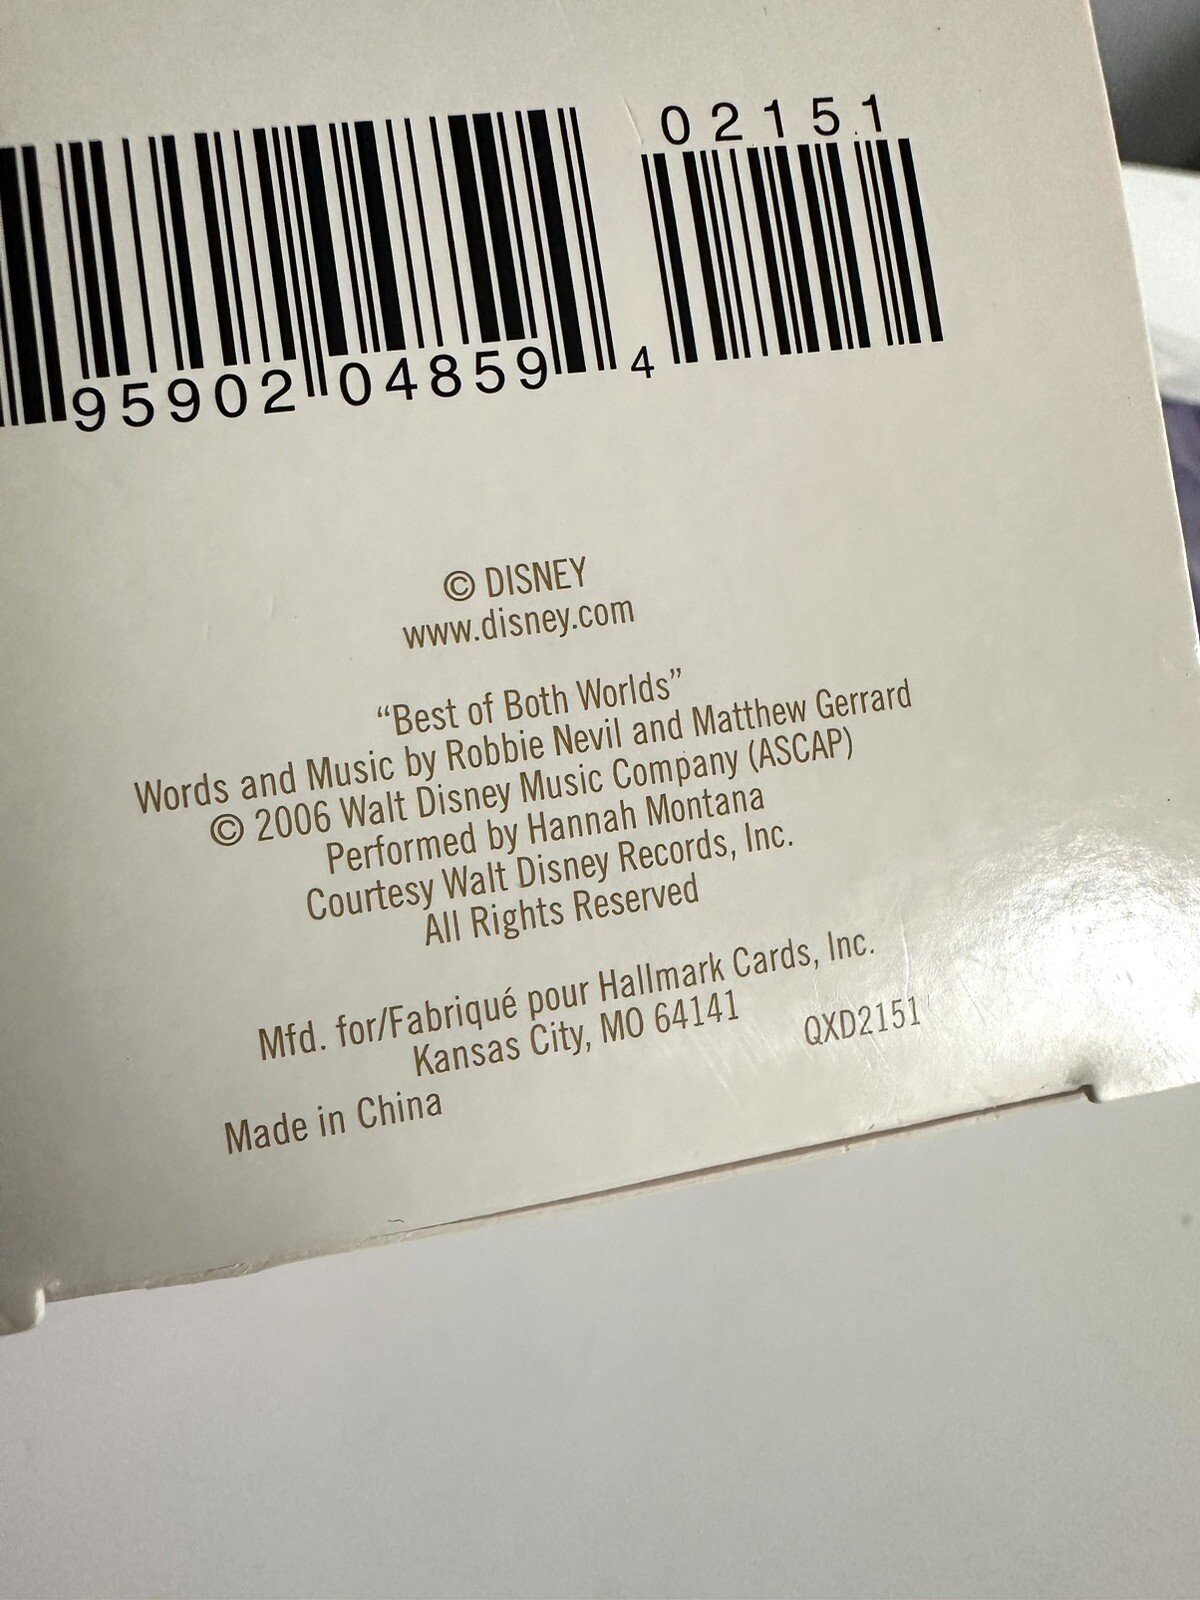 02151
95902 04859 4
© DISNEY
www.disney.com
“Best of Both Worlds”
Words and Music by Robbie Nevil and Matthew Gerrard
© 2006 Walt Disney Music Company (ASCAP)
Performed by Hannah Montana
Courtesy Walt Disney Records, Inc.
All Rights Reserved
Mfd. for/Fabriqué pour Hallmark Cards, Inc.
Kansas City, MO 64141
QXD2151
Made in China